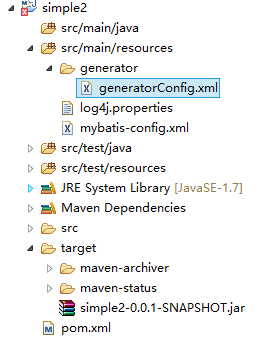 simple2
src/main/java
src/main/resources
generator
generatorConfig.xml
log4j.properties
mybatis-config.xml
src/test/java
src/test/resources
JRE System Library [JavaSE-1.7]
Maven Dependencies
src
target
maven-archiver
maven-status
simple2-0.0.1-SNAPSHOT.jar
pom.xml